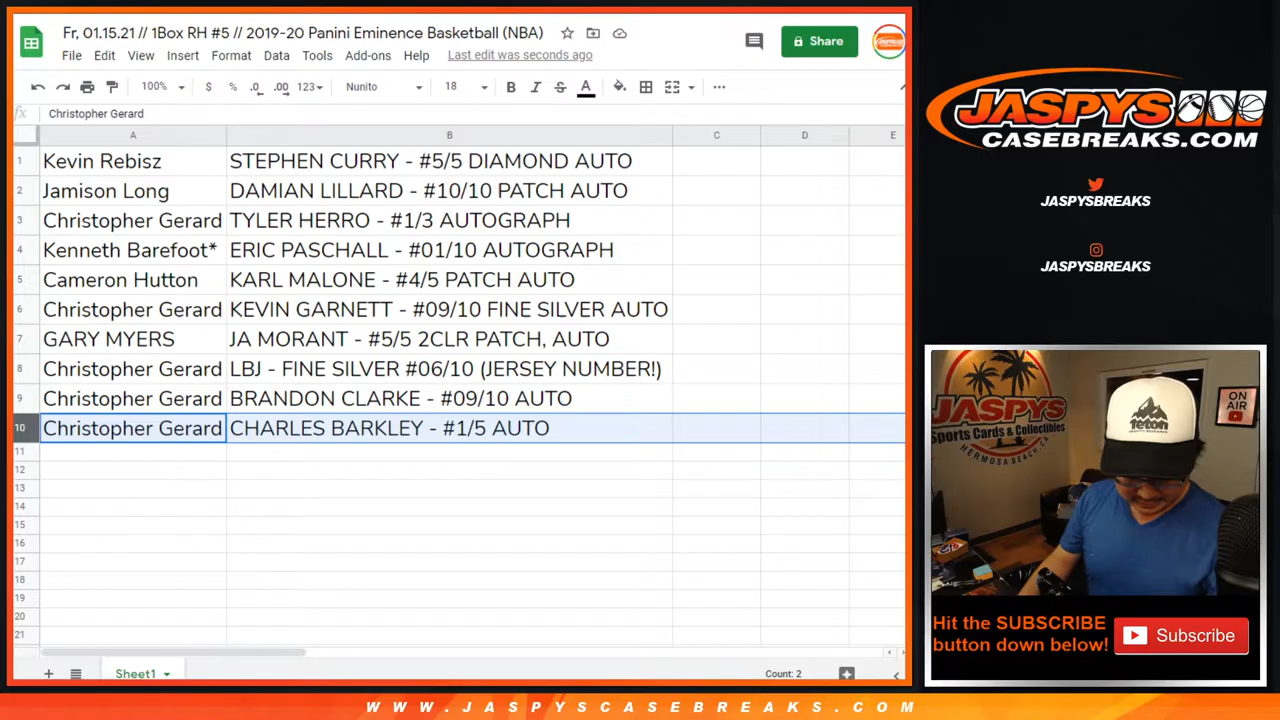 Fr, 01.15.21 // 1Box RH #5 // 2019-20 Panini Eminence Basketball (NBA)
File Edit View Insert Format Data Tools Add-ons Help Last edit was seconds ago
Share
100% $ % .0 .00 123 Nunito 18 B I S A
fx Christopher Gerard
A B C D E
1 Kevin Rebisz STEPHEN CURRY - #5/5 DIAMOND AUTO
2 Jamison Long DAMIAN LILLARD - #10/10 PATCH AUTO
3 Christopher Gerard TYLER HERRO - #1/3 AUTOGRAPH
4 Kenneth Barefoot* ERIC PASCHALL - #01/10 AUTOGRAPH
5 Cameron Hutton KARL MALONE - #4/5 PATCH AUTO
6 Christopher Gerard KEVIN GARNETT - #09/10 FINE SILVER AUTO
7 GARY MYERS JA MORANT - #5/5 2CLR PATCH, AUTO
8 Christopher Gerard LBJ - FINE SILVER #06/10 (JERSEY NUMBER!)
9 Christopher Gerard BRANDON CLARKE - #09/10 AUTO
10 Christopher Gerard CHARLES BARKLEY - #1/5 AUTO
11
12
13
14
15
16
17
18
19
20
21
Sheet1 Count: 2
JASPYS
CASEBREAKS.COM
JASPYSBREAKS
JASPYSBREAKS
JASPYS
Sports Cards & Collectibles
HERMOSA BEACH, CA
ON
AIR
Teton
Hit the SUBSCRIBE
button down below!
Subscribe
WWW.JASPYSCASEBREAKS.COM